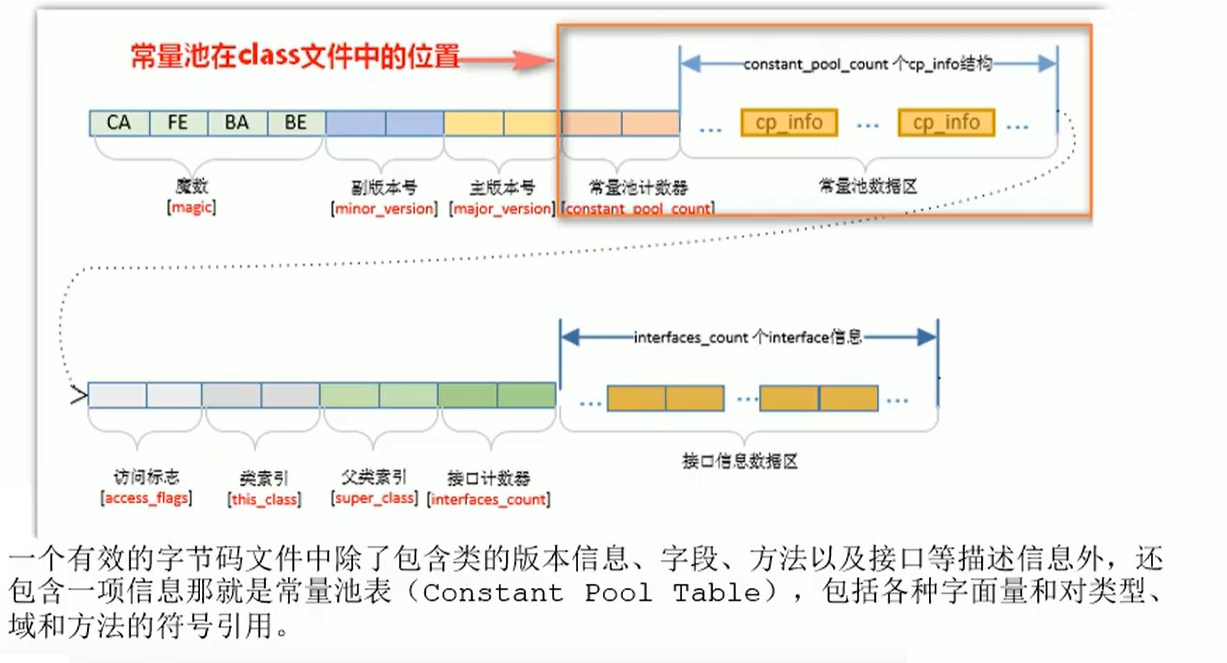 常量池在class文件中的位置
constant_pool_count 个cp_info结构
CA FE BA BE
... cp_info ... cp_info ...
魔数 副版本号 主版本号 常量池计数器 常量池数据区
[magic] [minor_version] [major_version] [constant_pool_count]
interfaces_count 个interface信息
... ... ...
接口信息数据区
访问标志 类索引 父类索引 接口计数器
[access_flags] [this_class] [super_class] [interfaces_count]
一个有效的字节码文件中除了包含类的版本信息、字段、方法以及接口等描述信息外，还
包含一项信息那就是常量池表（Constant Pool Table），包括各种字面量和对类型、
域和方法的符号引用。